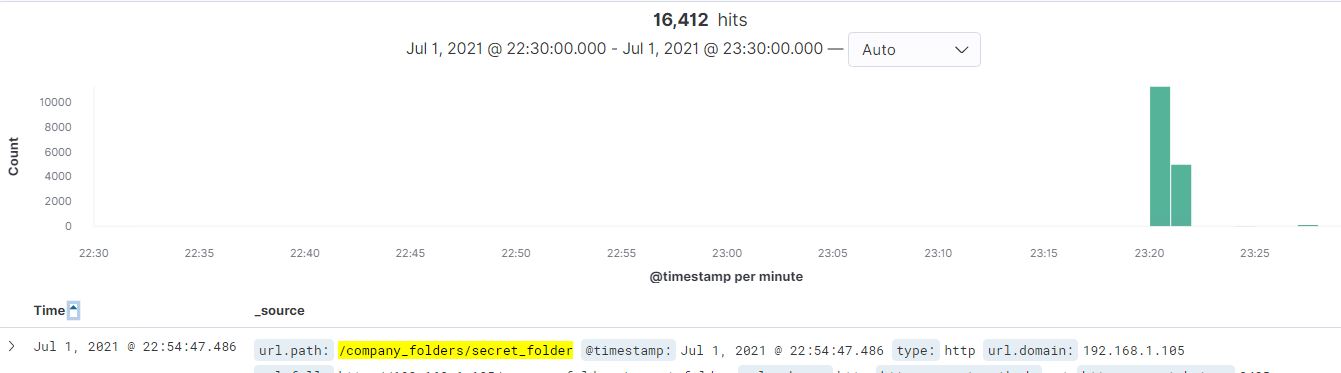 16,412 hits
Jul 1, 2021 @ 22:30:00.000 - Jul 1, 2021 @ 23:30:00.000 — Auto
10000
8000
6000
4000
2000
0
Count
22:30 22:35 22:40 22:45 22:50 22:55 23:00 23:05 23:10 23:15 23:20 23:25
@timestamp per minute
Time _source
Jul 1, 2021 @ 22:54:47.486 url.path: /company_folders/secret_folder @timestamp: Jul 1, 2021 @ 22:54:47.486 type: http url.domain: 192.168.1.105